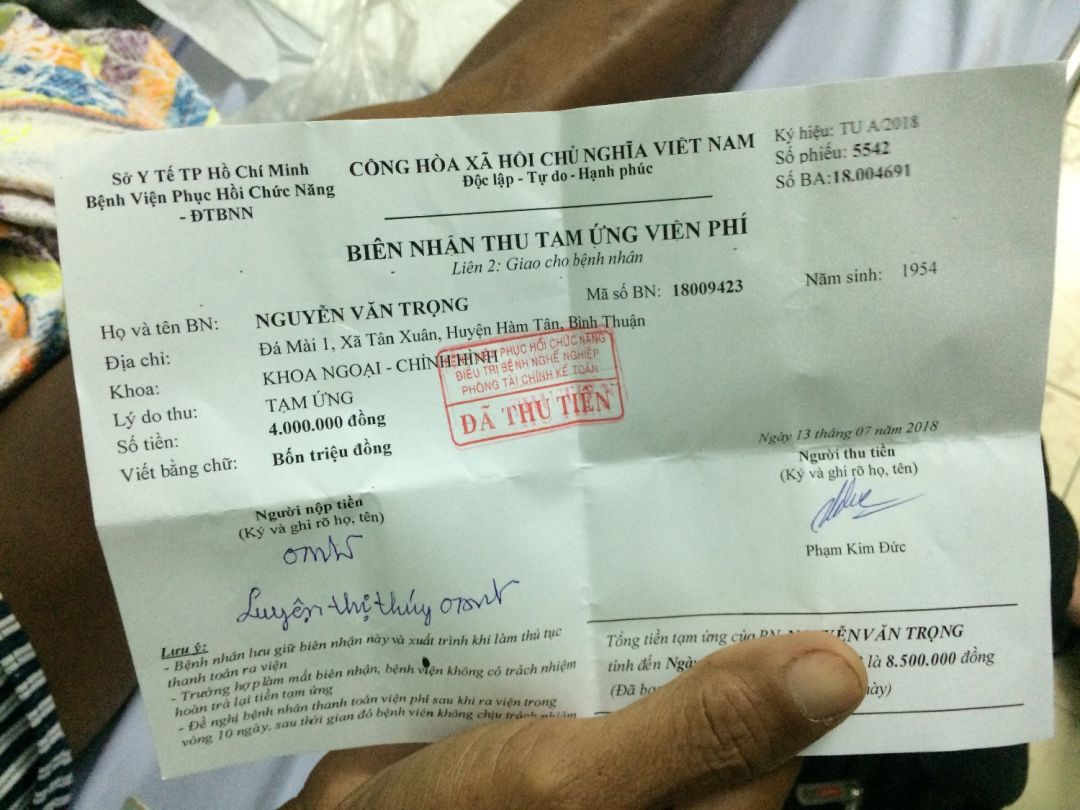 Sở Y Tế TP Hồ Chí Minh
Bệnh Viện Phục Hồi Chức Năng
- ĐTBNN
CÔNG HÒA XÃ HÔI CHỦ NGHĨA VIÊT NAM
Độc lập - Tự do - Hạnh phúc
Ký hiệu: TU A/2018
Số phiếu: 5542
Số BA:18.004691
BIÊN NHÂN THU TAM ỨNG VIÊN PHÍ
Liên 2: Giao cho bệnh nhân
Mã số BN: 18009423
Năm sinh: 1954
Họ và tên BN: NGUYỄN VĂN TRỌNG
Địa chỉ: Đá Mài 1, Xã Tân Xuân, Huyện Hàm Tân, Bình Thuận
Khoa: KHOA NGOẠI - CHỈNH HÌNH
Lý do thu: TẠM ỨNG
Số tiền: 4.000.000 đồng
Viết bằng chữ: Bốn triệu đồng
PHỤC HỒI CHỨC NĂNG
ĐIỀU TRỊ BỆNH NGHỀ NGHIỆP
PHÒNG TÀI CHÍNH KẾ TOÁN
ĐÃ THU TIỀN
Ngày 13 tháng 07 năm 2018
Người nộp tiền
(Ký và ghi rõ họ, tên)
Luyện thị thúy
Người thu tiền
(Ký và ghi rõ họ, tên)
Phạm Kim Đức
Lưu ý:
- Bệnh nhân lưu giữ biên nhận này và xuất trình khi làm thủ tục
thanh toán ra viện
- Trường hợp làm mất biên nhận, bệnh viện không có trách nhiệm
hoàn trả lại tiền tạm ứng
- Đề nghị bệnh nhân thanh toán viện phí sau khi ra viện trong
vòng 10 ngày, sau thời gian đó bệnh viện không chịu trách nhiệm
Tổng tiền tạm ứng của BN NGUYỄN VĂN TRỌNG
tính đến Ngày là 8.500.000 đồng
(Đã này)